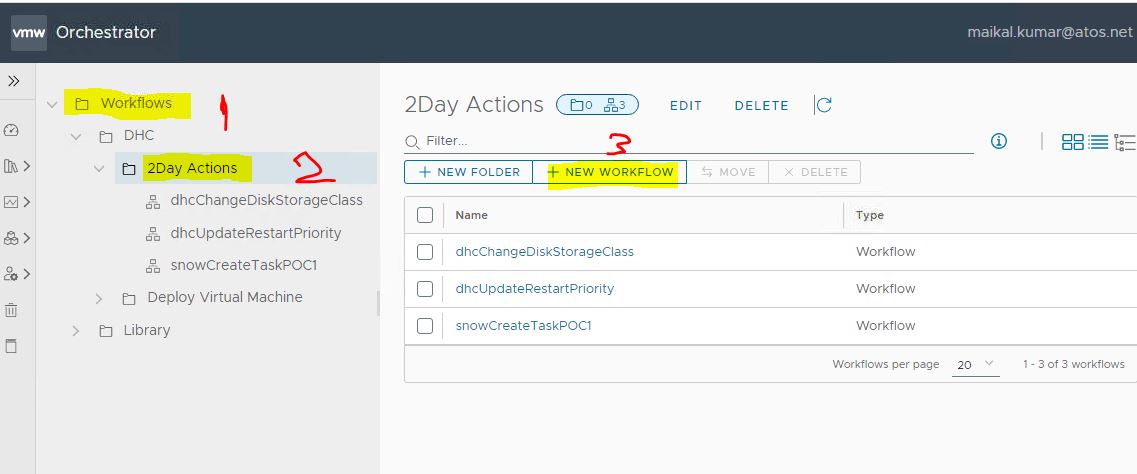 vmw Orchestrator
maikal.kumar@atos.net
Workflows
1
DHC
2Day Actions
2
dhcChangeDiskStorageClass
dhcUpdateRestartPriority
snowCreateTaskPOC1
Deploy Virtual Machine
Library
2Day Actions 0 3 EDIT DELETE
Filter...
3
+ NEW FOLDER + NEW WORKFLOW MOVE × DELETE
Name Type
dhcChangeDiskStorageClass Workflow
dhcUpdateRestartPriority Workflow
snowCreateTaskPOC1 Workflow
Workflows per page 20 1 - 3 of 3 workflows